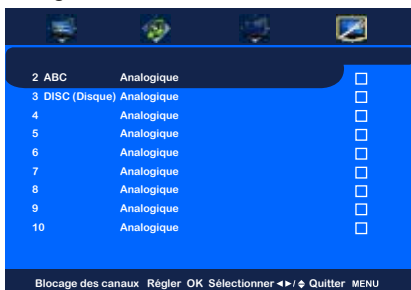 2 ABC Analogique
3 DISC (Disque) Analogique
4 Analogique
5 Analogique
6 Analogique
7 Analogique
8 Analogique
9 Analogique
10 Analogique
Blocage des canaux Régler OK Sélectionner ◄►/♦ Quitter MENU